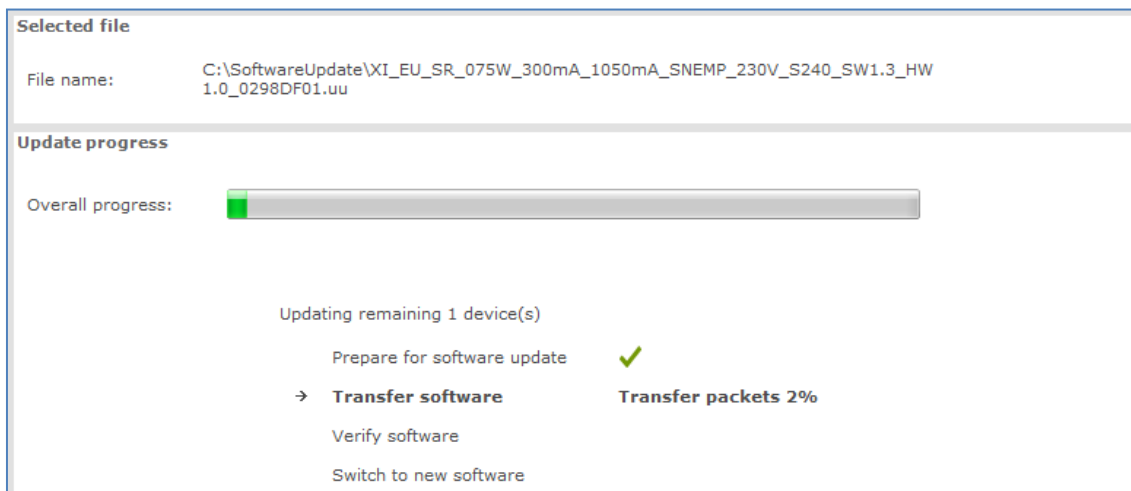 Selected file
File name:
C:\SoftwareUpdate\XI_EU_SR_075W_300mA_1050mA_SNEMP_230V_S240_SW1.3_HW
1.0_0298DF01.uu
Update progress
Overall progress:
Updating remaining 1 device(s)
Prepare for software update
→ Transfer software Transfer packets 2%
Verify software
Switch to new software